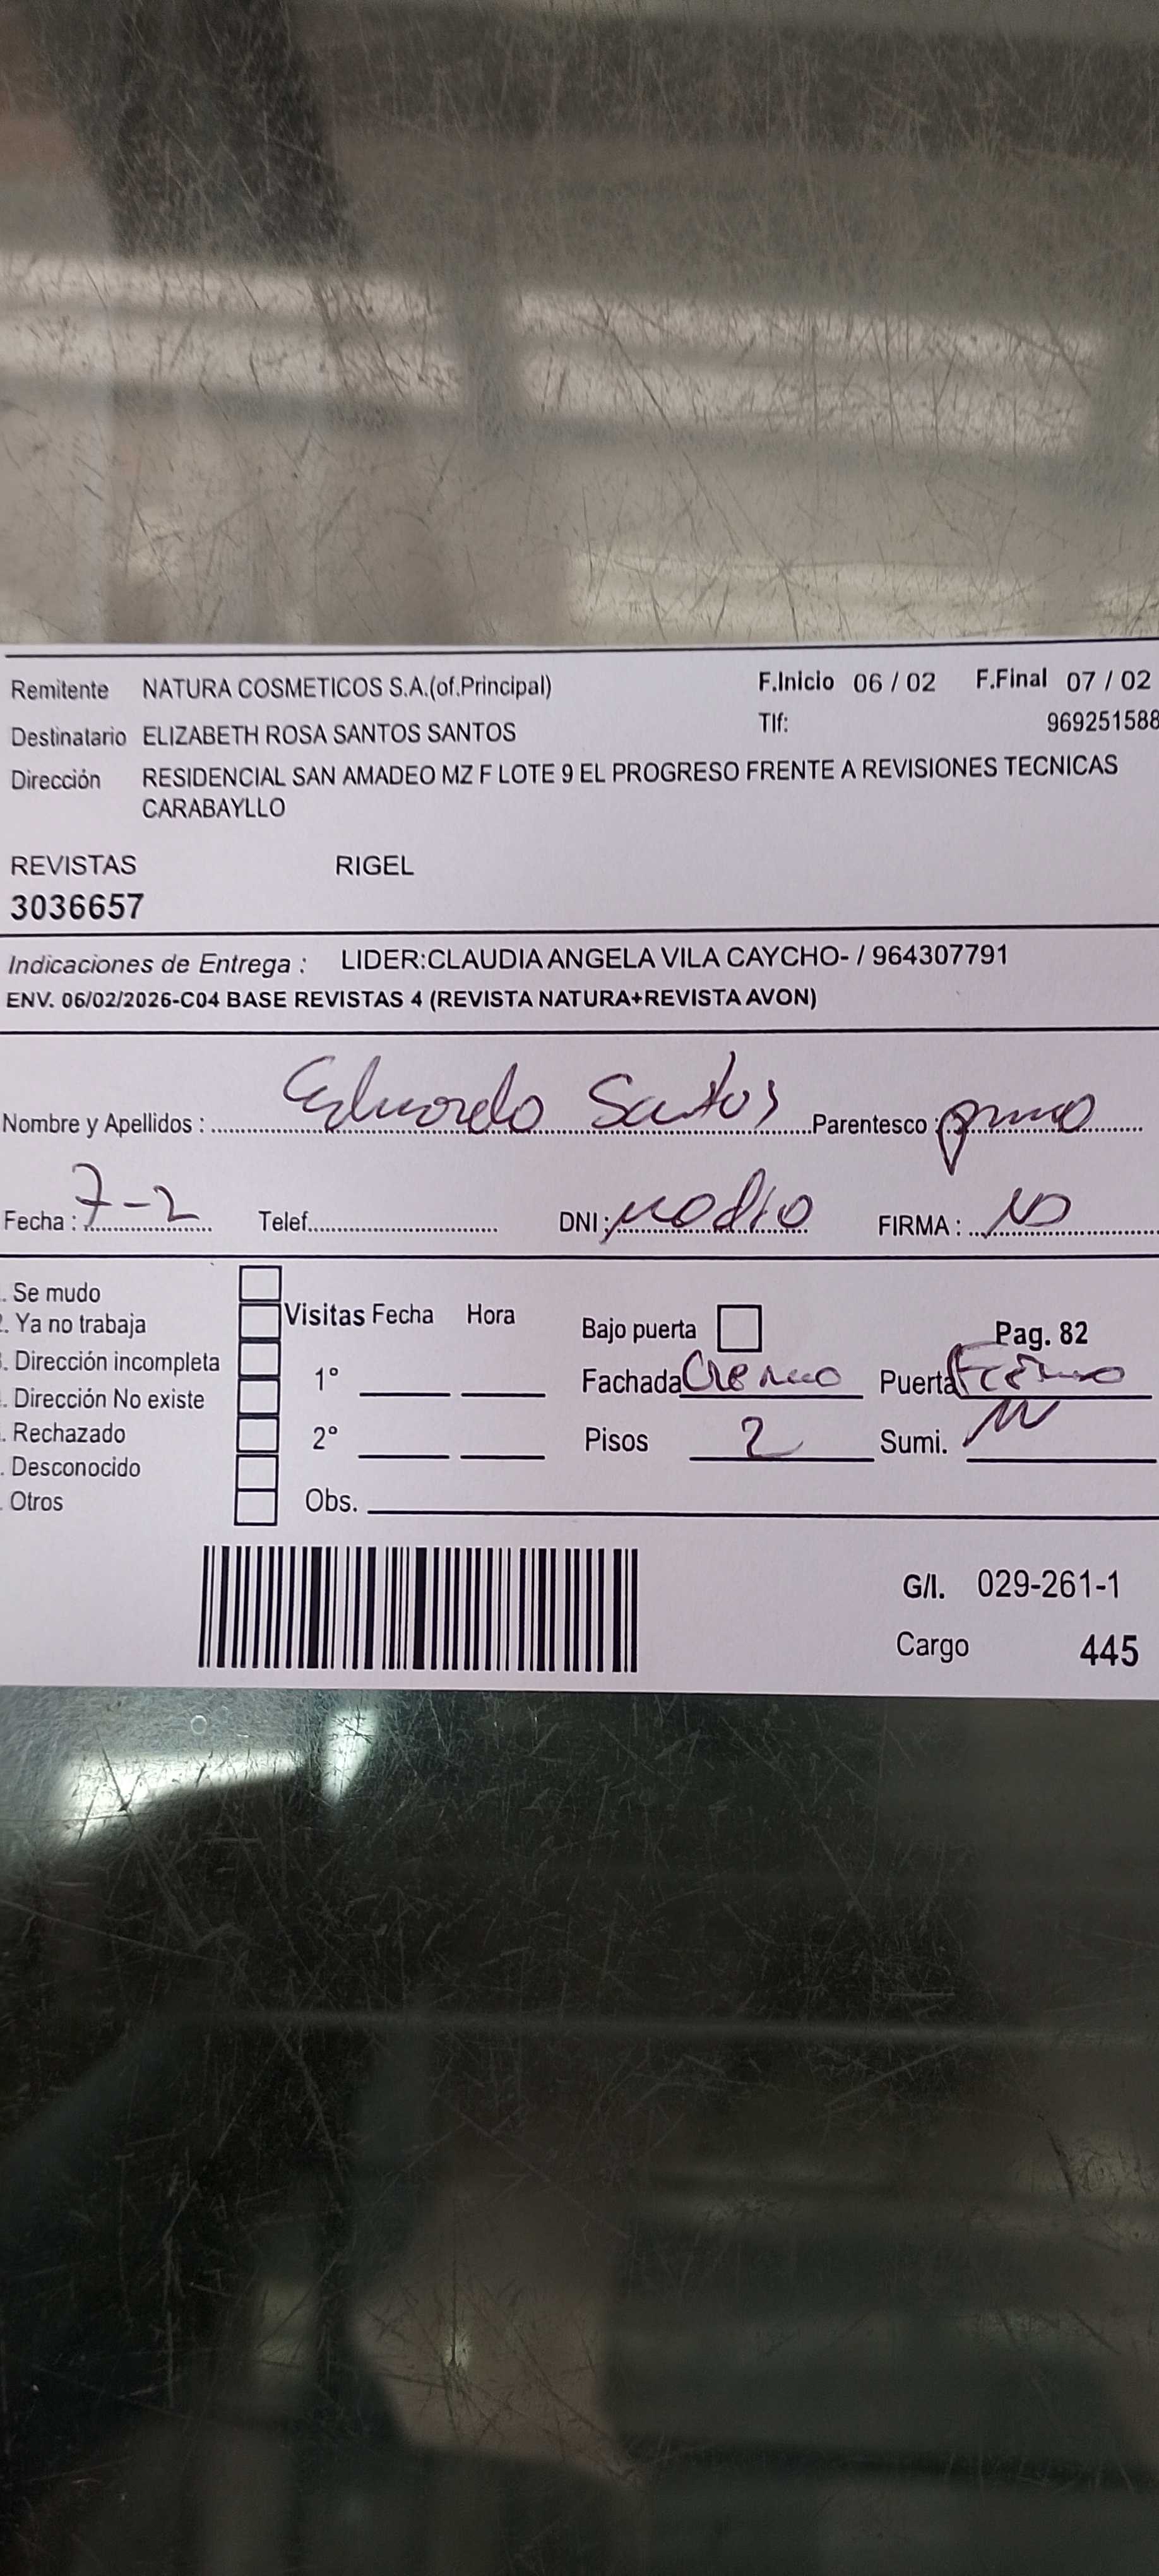 Remitente NATURA COSMETICOS S.A.(of.Principal) F.Inicio 06 / 02 F.Final 07 / 02
Destinatario ELIZABETH ROSA SANTOS SANTOS Tlf: 969251588
Dirección RESIDENCIAL SAN AMADEO MZ F LOTE 9 EL PROGRESO FRENTE A REVISIONES TECNICAS
CARABAYLLO
REVISTAS RIGEL
3036657
Indicaciones de Entrega : LIDER:CLAUDIA ANGELA VILA CAYCHO- / 964307791
ENV. 06/02/2026-C04 BASE REVISTAS 4 (REVISTA NATURA+REVISTA AVON)
Nombre y Apellidos : Eduardo Santos Parentesco : primo
Fecha : 7-2 Telef. DNI: no dio FIRMA :
. Se mudo
. Ya no trabaja Visitas Fecha Hora Bajo puerta Pag. 82
. Dirección incompleta 1° Fachada Crema Puerta Fierro
. Dirección No existe
. Rechazado 2° Pisos 2 Sumi.
. Desconocido
. Otros Obs.
G/I. 029-261-1
Cargo 445